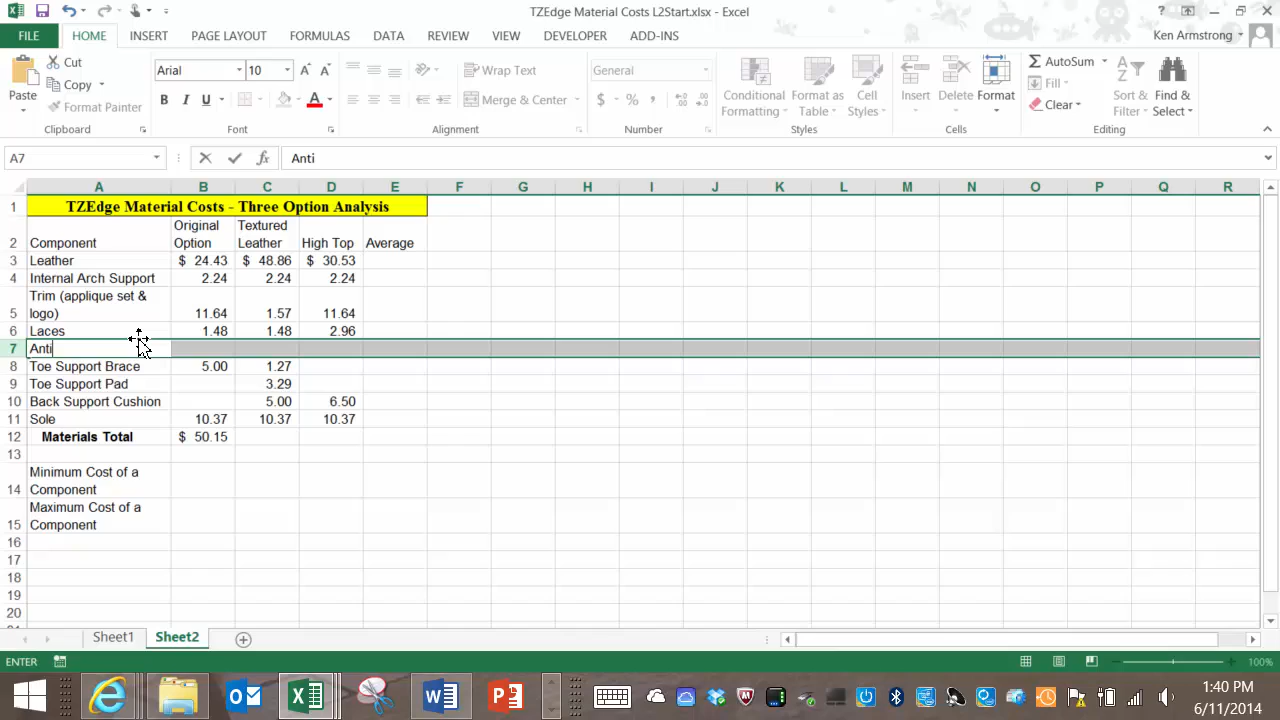 TZEdge Material Costs L2Start.xlsx - Excel
FILE HOME INSERT PAGE LAYOUT FORMULAS DATA REVIEW VIEW DEVELOPER ADD-INS Ken Armstrong
Paste Cut Copy Format Painter
Clipboard
Arial 10
B I U
Font
Wrap Text
Merge & Center
Alignment
General
$ % ,
Number
Conditional Formatting
Format as Table
Cell Styles
Styles
Insert Delete Format
Cells
AutoSum
Fill
Clear
Sort & Filter
Find & Select
Editing
A7 fx Anti
A B C D E F G H I J K L M N O P Q R
1 TZEdge Material Costs - Three Option Analysis
Original Textured
2 Component Option Leather High Top Average
3 Leather $ 24.43 $ 48.86 $ 30.53
4 Internal Arch Support 2.24 2.24 2.24
Trim (applique set &
5 logo) 11.64 1.57 11.64
6 Laces 1.48 1.48 2.96
7 Anti
8 Toe Support Brace 5.00 1.27
9 Toe Support Pad 3.29
10 Back Support Cushion 5.00 6.50
11 Sole 10.37 10.37 10.37
12 Materials Total $ 50.15
13
Minimum Cost of a
14 Component
Maximum Cost of a
15 Component
16
17
18
19
20
Sheet1 Sheet2
ENTER 100%
1:40 PM
6/11/2014